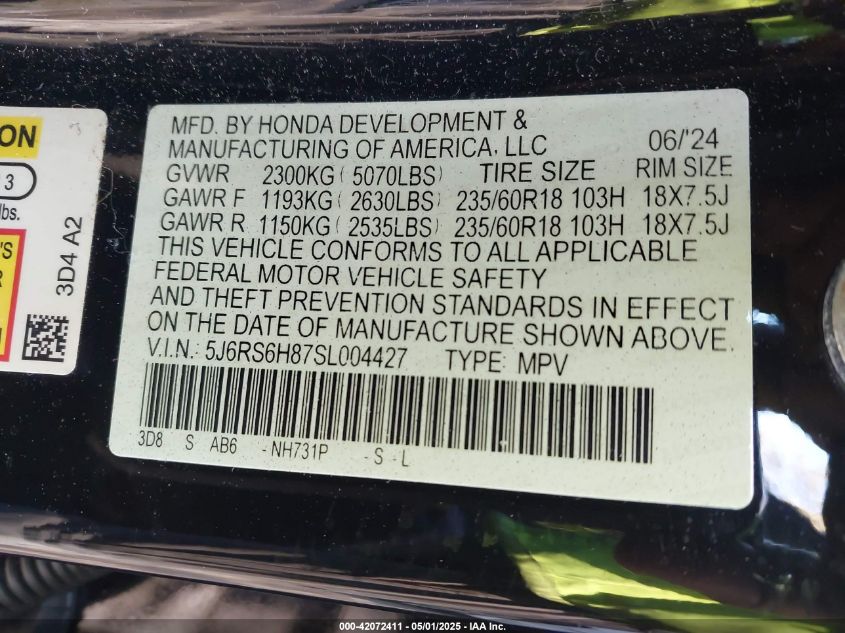 ON
3
lbs.
'S
R
3D4 A2
MFD. BY HONDA DEVELOPMENT &
MANUFACTURING OF AMERICA, LLC 06/'24
GVWR 2300KG ( 5070LBS) TIRE SIZE RIM SIZE
GAWR F 1193KG ( 2630LBS) 235/60R18 103H 18X7.5J
GAWR R 1150KG ( 2535LBS) 235/60R18 103H 18X7.5J
THIS VEHICLE CONFORMS TO ALL APPLICABLE
FEDERAL MOTOR VEHICLE SAFETY
AND THEFT PREVENTION STANDARDS IN EFFECT
ON THE DATE OF MANUFACTURE SHOWN ABOVE.
V.I.N.: 5J6RS6H87SL004427 TYPE: MPV
3D8 S AB6 -NH731P -S -L
000-42072411 - 05/01/2025 - IAA Inc.